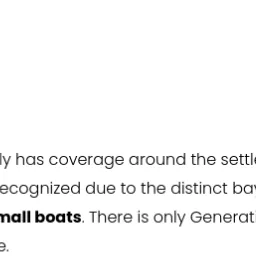 ly has coverage around the settle
ecognized due to the distinct bay
mall boats. There is only Generati
e.